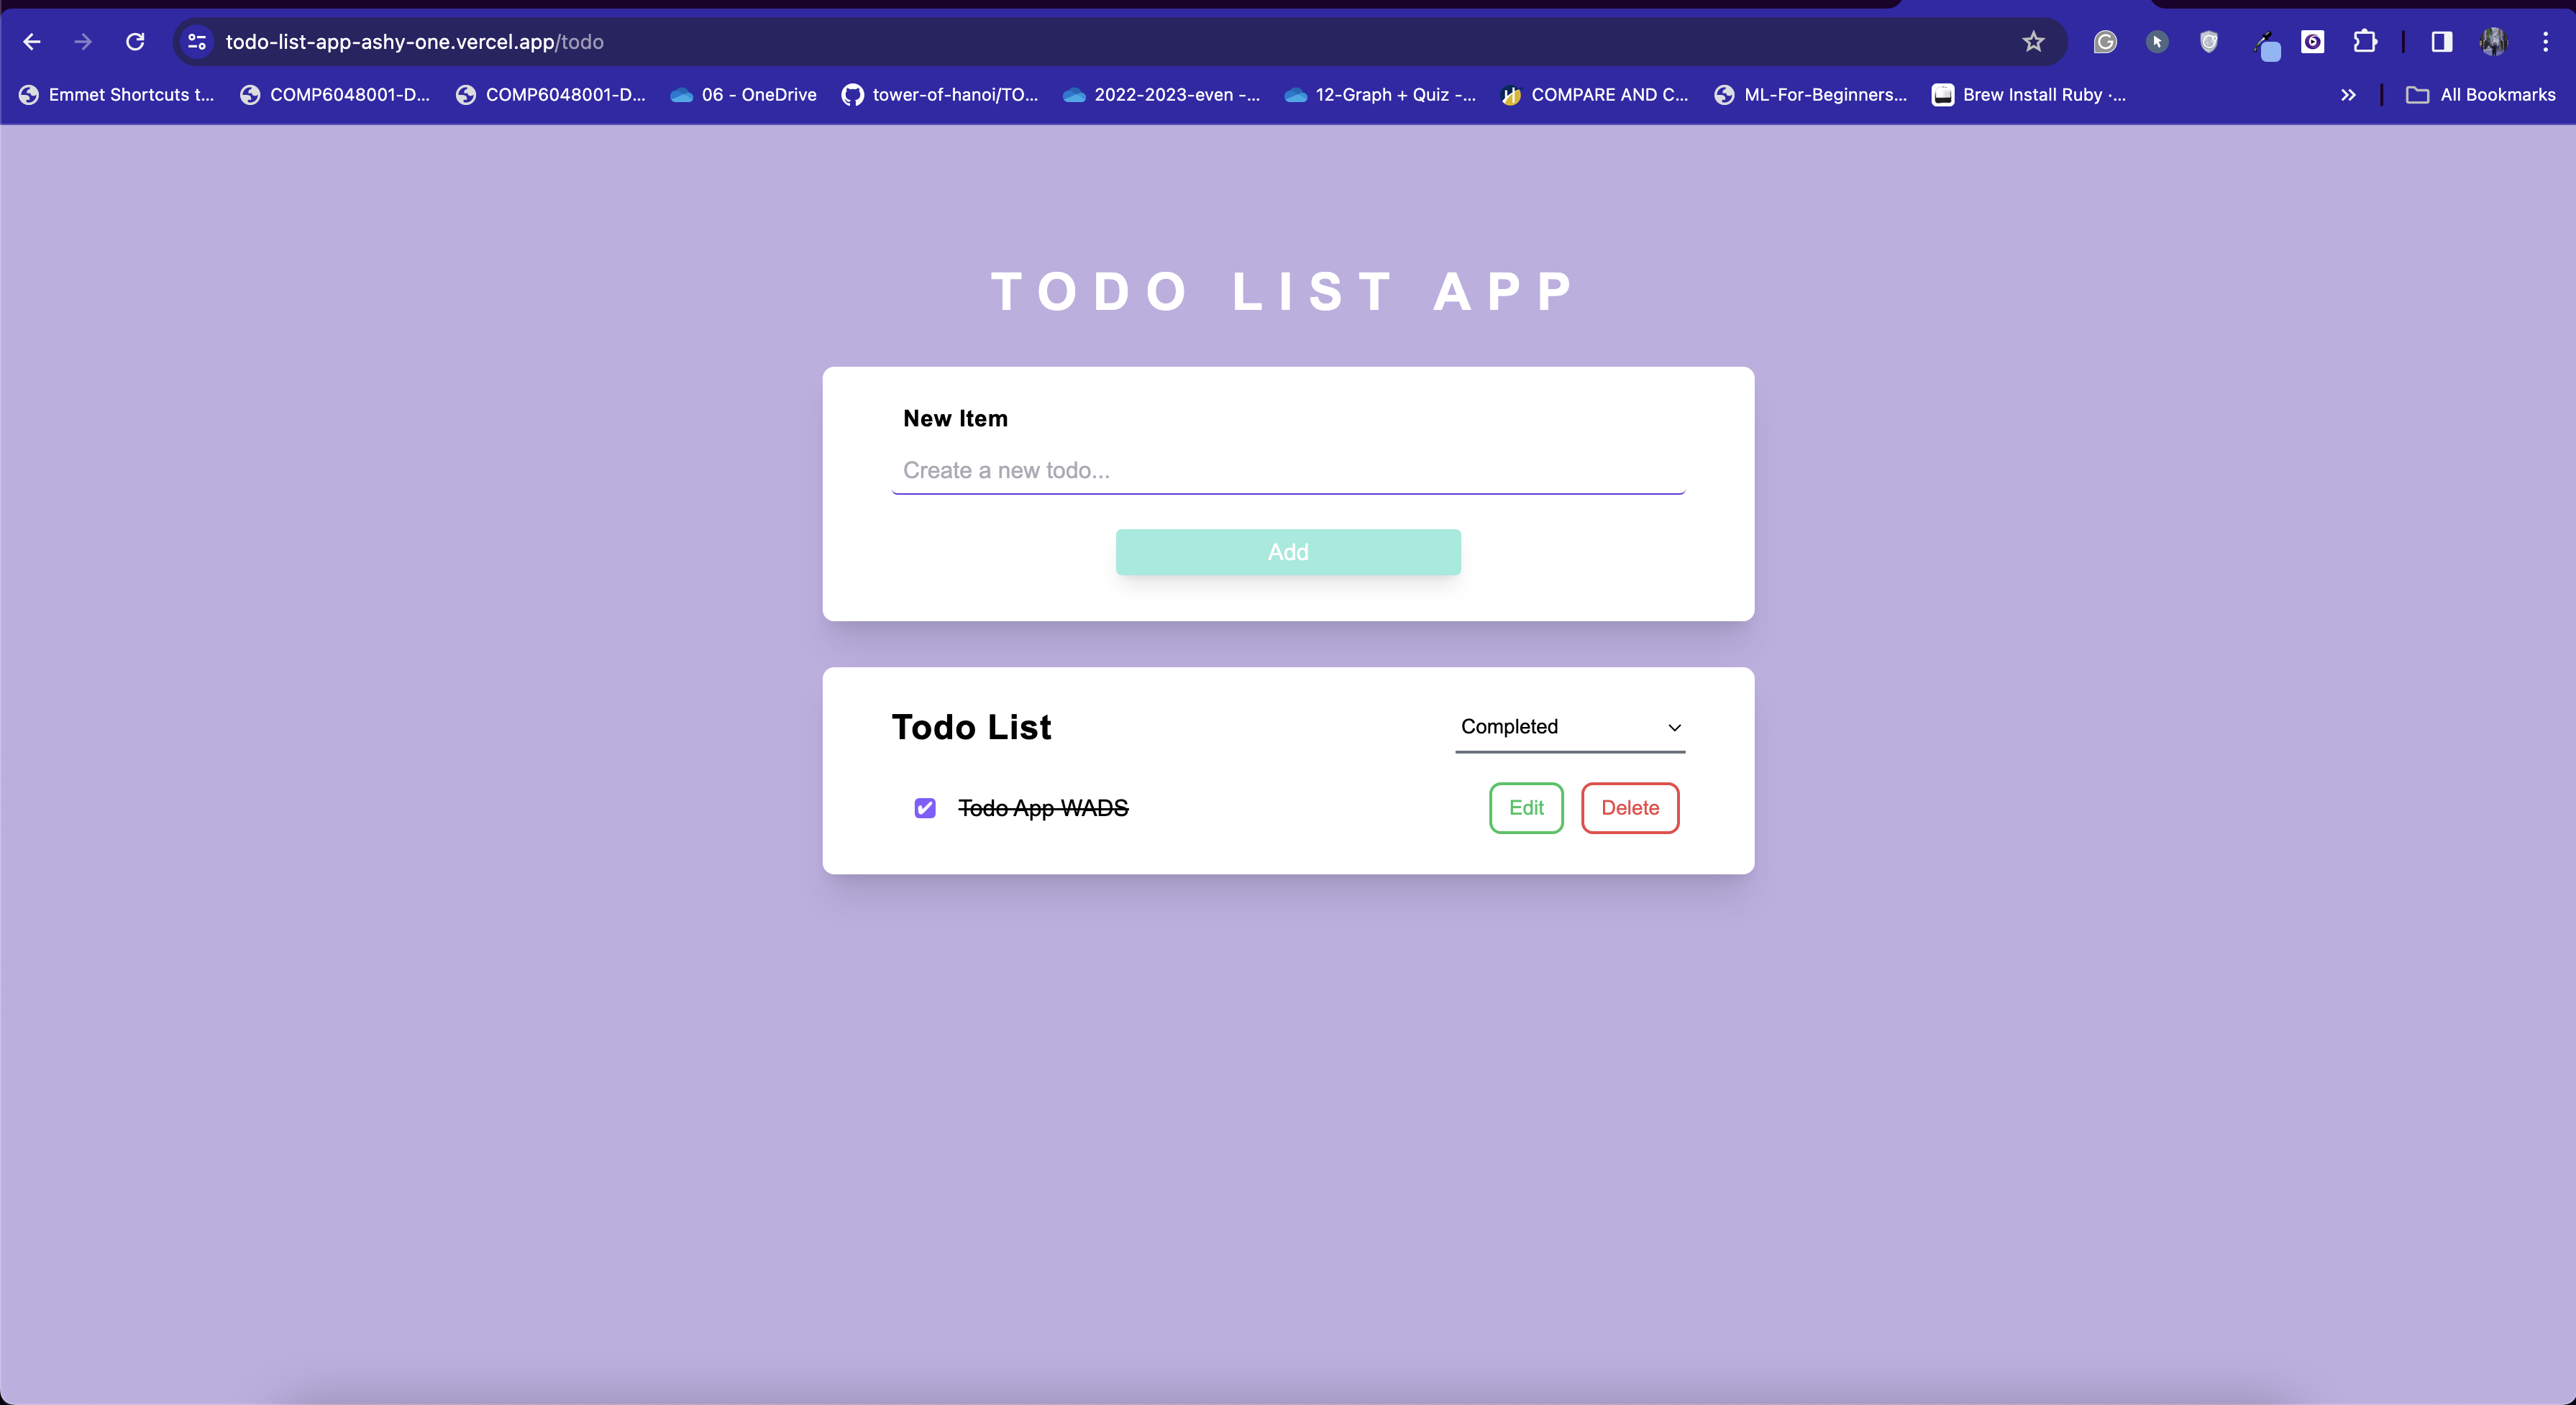 todo-list-app-ashy-one.vercel.app/todo
Emmet Shortcuts t... COMP6048001-D... COMP6048001-D... 06 - OneDrive tower-of-hanoi/TO... 2022-2023-even -... 12-Graph + Quiz -... COMPARE AND C... ML-For-Beginners... Brew Install Ruby ·... All Bookmarks
TODO LIST APP
New Item
Create a new todo...
Add
Todo List Completed
Todo App WADS Edit Delete